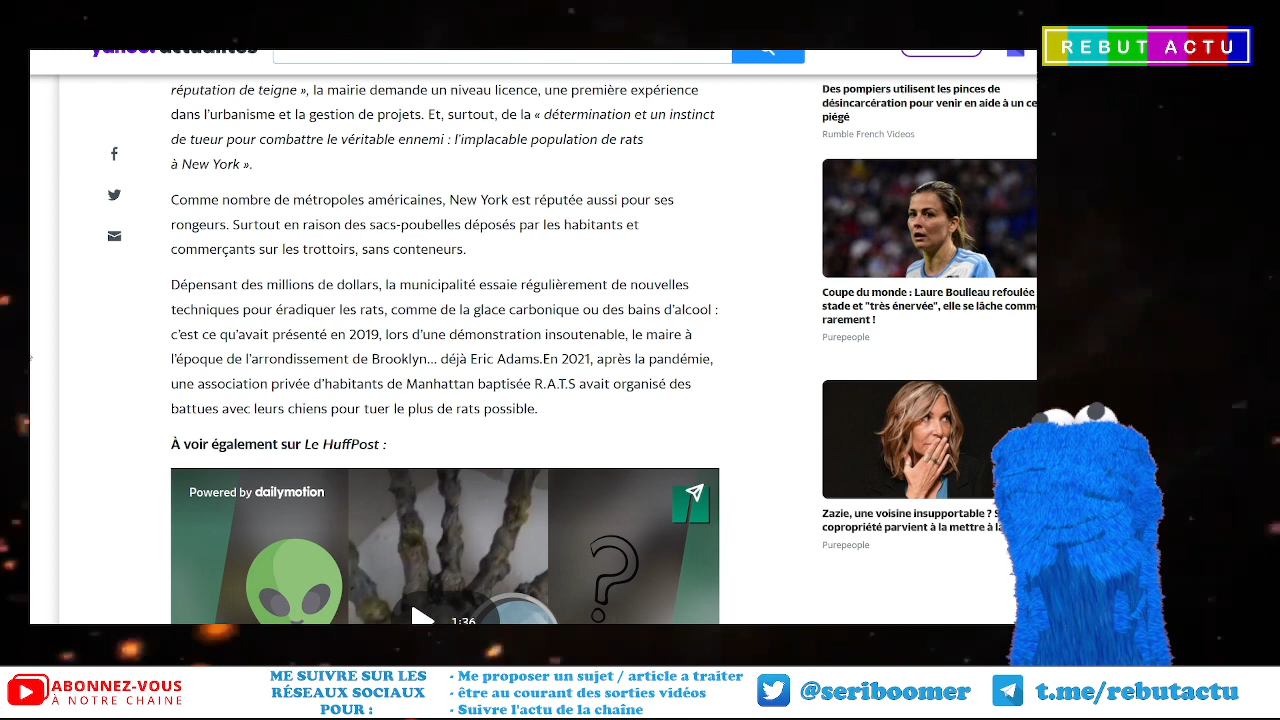 yahoo! actualités
REBUT ACTU
réputation de teigne », la mairie demande un niveau licence, une première expérience
dans l’urbanisme et la gestion de projets. Et, surtout, de la « détermination et un instinct
de tueur pour combattre le véritable ennemi : l’implacable population de rats
à New York ».
Comme nombre de métropoles américaines, New York est réputée aussi pour ses
rongeurs. Surtout en raison des sacs-poubelles déposés par les habitants et
commerçants sur les trottoirs, sans conteneurs.
Dépensant des millions de dollars, la municipalité essaie régulièrement de nouvelles
techniques pour éradiquer les rats, comme de la glace carbonique ou des bains d’alcool :
c’est ce qu’avait présenté en 2019, lors d’une démonstration insoutenable, le maire à
l’époque de l’arrondissement de Brooklyn… déjà Eric Adams.En 2021, après la pandémie,
une association privée d’habitants de Manhattan baptisée R.A.T.S avait organisé des
battues avec leurs chiens pour tuer le plus de rats possible.
À voir également sur Le HuffPost :
Powered by dailymotion
?
1:36
Des pompiers utilisent les pinces de
désincarcération pour venir en aide à un ce
piégé
Rumble French Videos
Coupe du monde : Laure Boulleau refoulée
stade et "très énervée", elle se lâche comm
rarement !
Purepeople
Zazie, une voisine insupportable ? S
copropriété parvient à la mettre à la
Purepeople
ABONNEZ-VOUS
À NOTRE CHAINE
ME SUIVRE SUR LES
RÉSEAUX SOCIAUX
POUR :
- Me proposer un sujet / article a traiter
- être au courant des sorties vidéos
- Suivre l'actu de la chaîne
@seriboomer
t.me/rebutactu